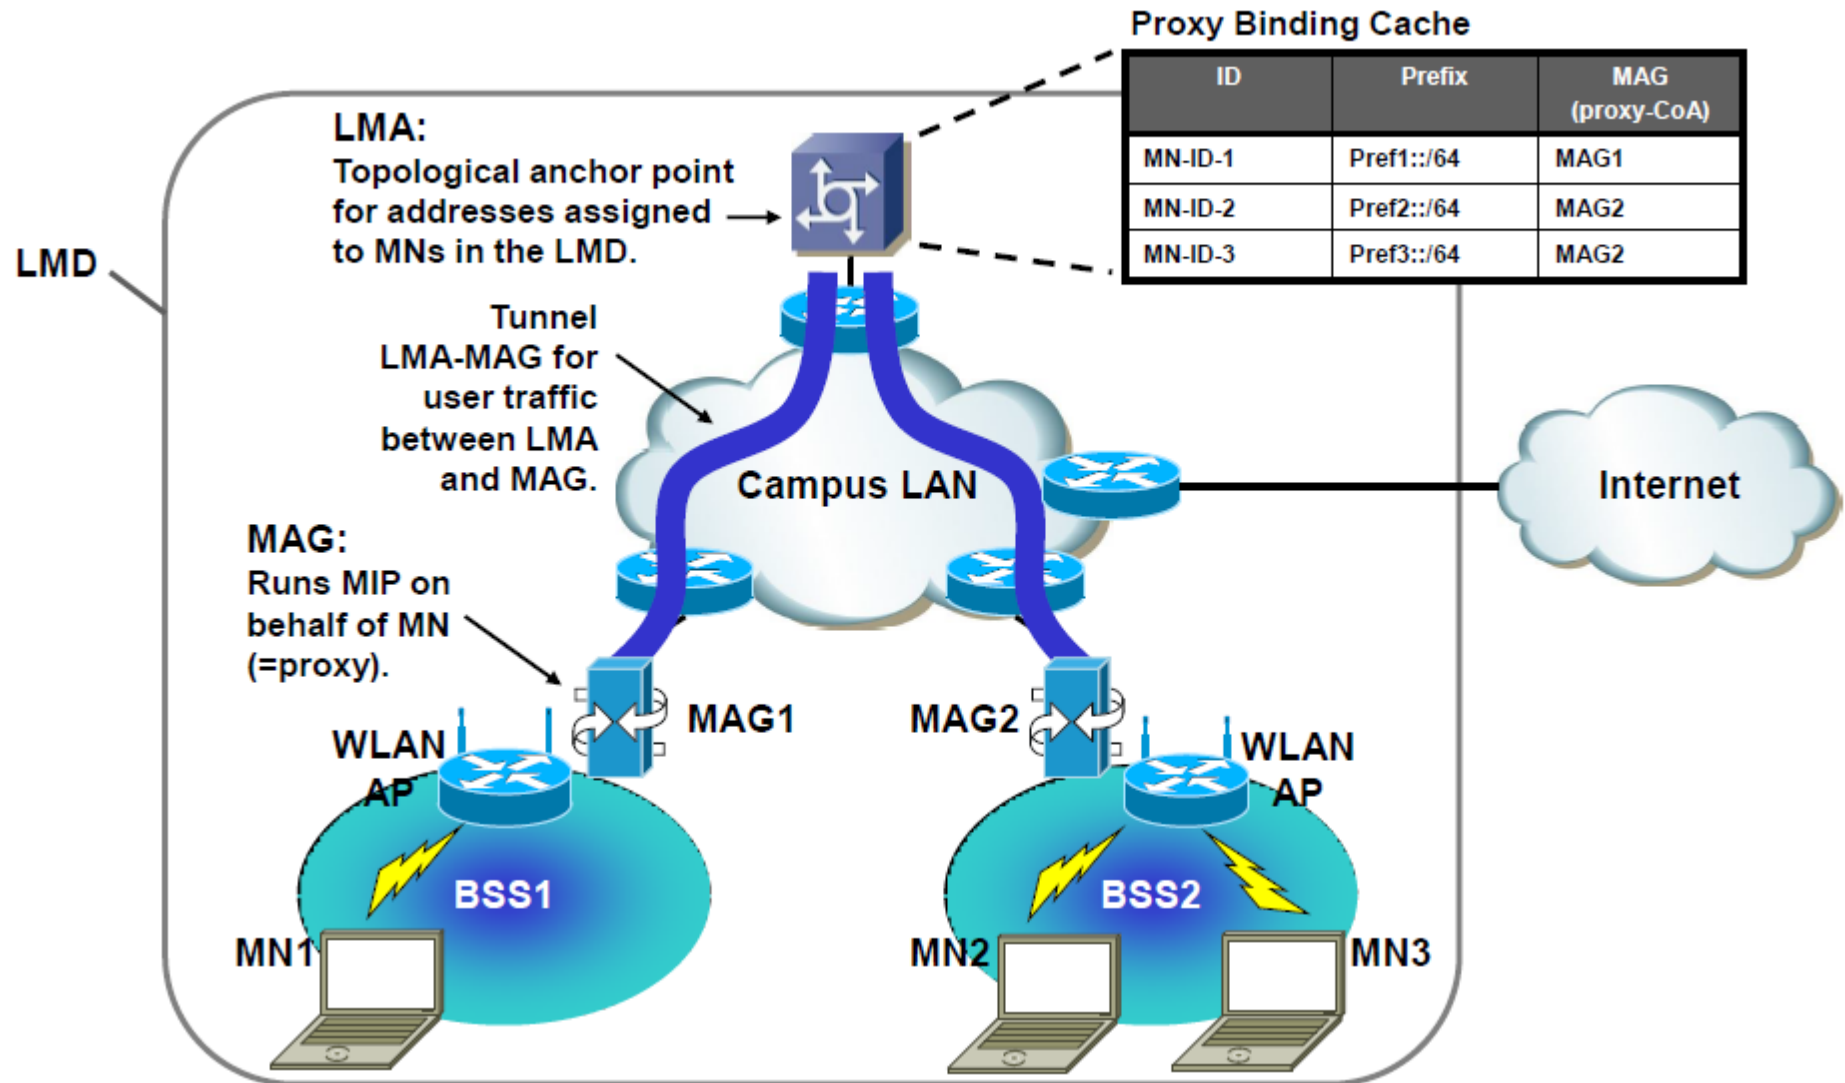 Proxy Binding Cache
ID Prefix MAG
(proxy-CoA)
MN-ID-1 Pref1::/64 MAG1
MN-ID-2 Pref2::/64 MAG2
MN-ID-3 Pref3::/64 MAG2
LMA:
Topological anchor point
for addresses assigned
to MNs in the LMD.
LMD
Tunnel
LMA-MAG for
user traffic
between LMA
and MAG.
Campus LAN
Internet
MAG:
Runs MIP on
behalf of MN
(=proxy).
MAG1
MAG2
WLAN
AP
WLAN
AP
BSS1
BSS2
MN1
MN2
MN3